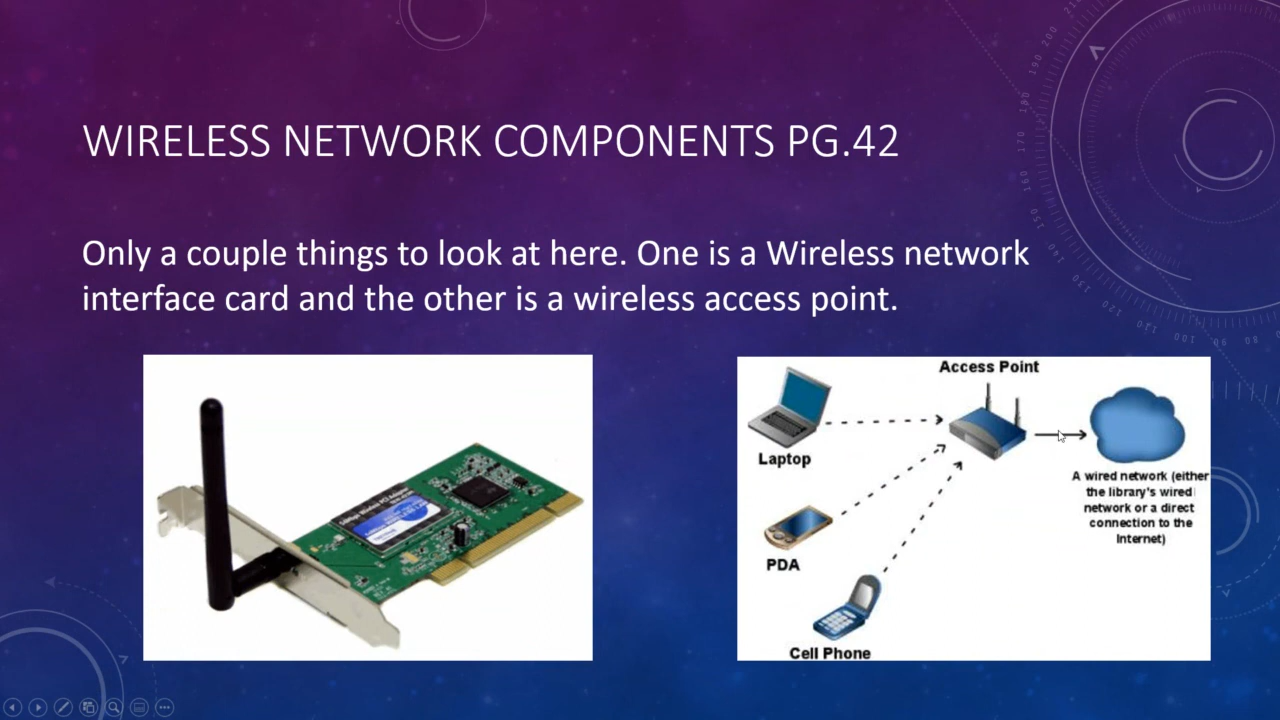 WIRELESS NETWORK COMPONENTS PG.42
Only a couple things to look at here. One is a Wireless network
interface card and the other is a wireless access point.
Access Point
Laptop
A wired network (either
the library's wired
network or a direct
connection to the
Internet)
PDA
Cell Phone